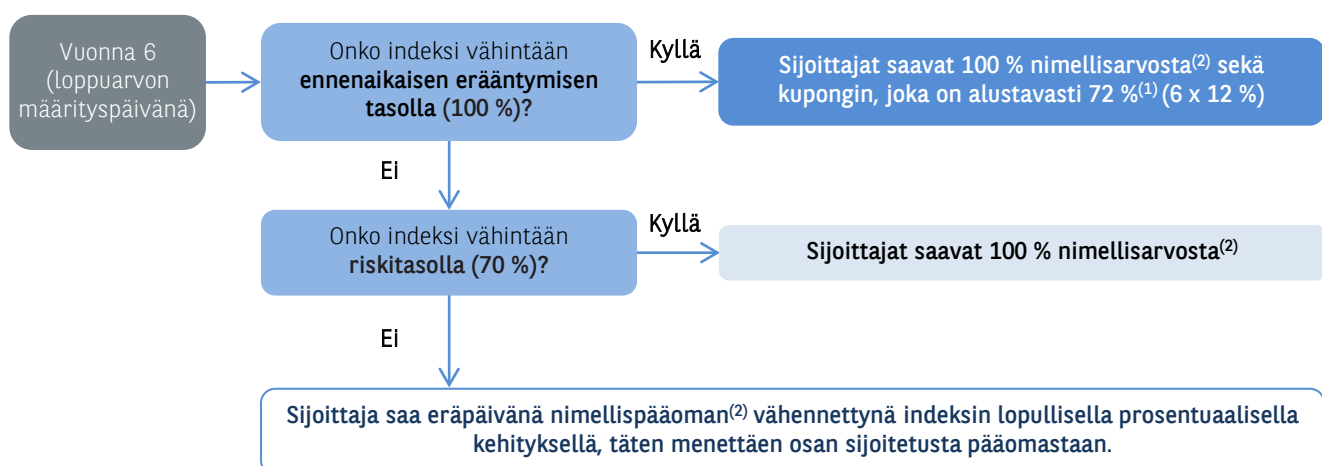 Vuonna 6
(loppuarvon
määrityspäivänä)
Onko indeksi vähintään
ennenaikaisen erääntymisen
tasolla (100 %)?
Kyllä
Sijoittajat saavat 100 % nimellisarvosta(2) sekä
kupongin, joka on alustavasti 72 %(1) (6 x 12 %)
Ei
Onko indeksi vähintään
riskitasolla (70 %)?
Kyllä
Sijoittajat saavat 100 % nimellisarvosta(2)
Ei
Sijoittaja saa eräpäivänä nimellispääoman(2) vähennettynä indeksin lopullisella prosentuaalisella
kehityksellä, täten menettäen osan sijoitetusta pääomastaan.